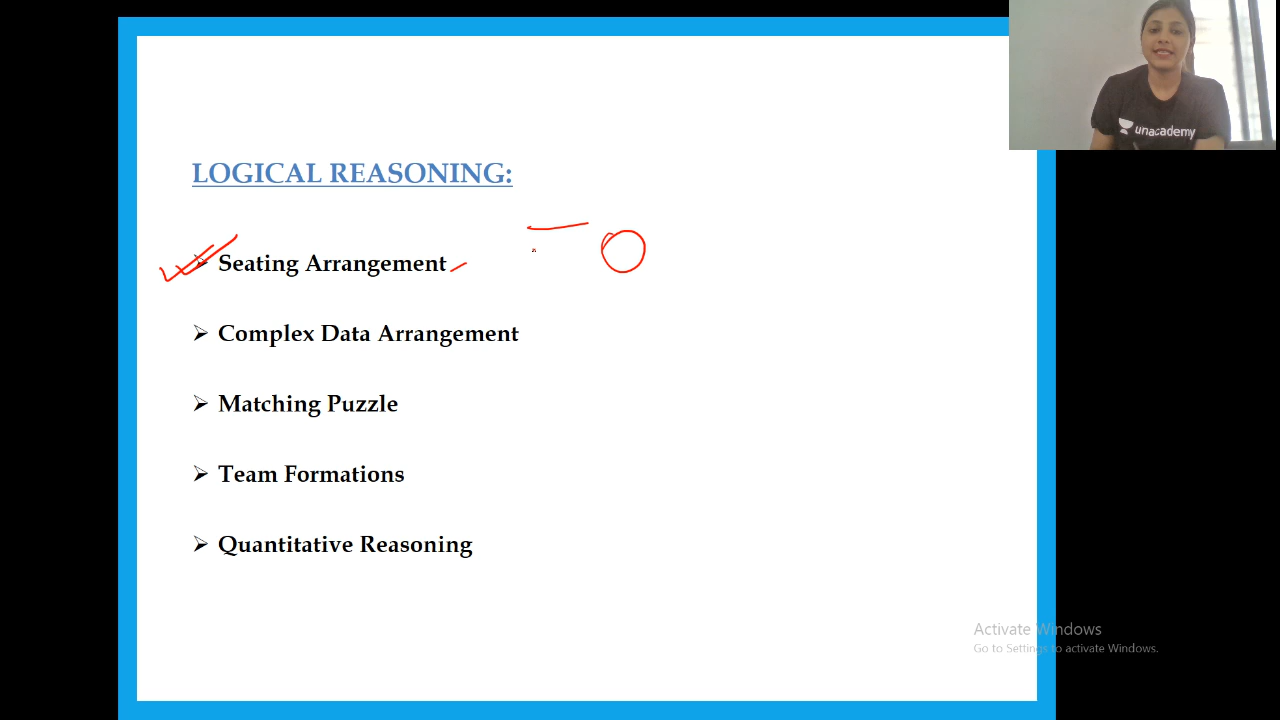 unacademy
LOGICAL REASONING:
Seating Arrangement
Complex Data Arrangement
Matching Puzzle
Team Formations
Quantitative Reasoning
Activate Windows
Go to Settings to activate Windows.